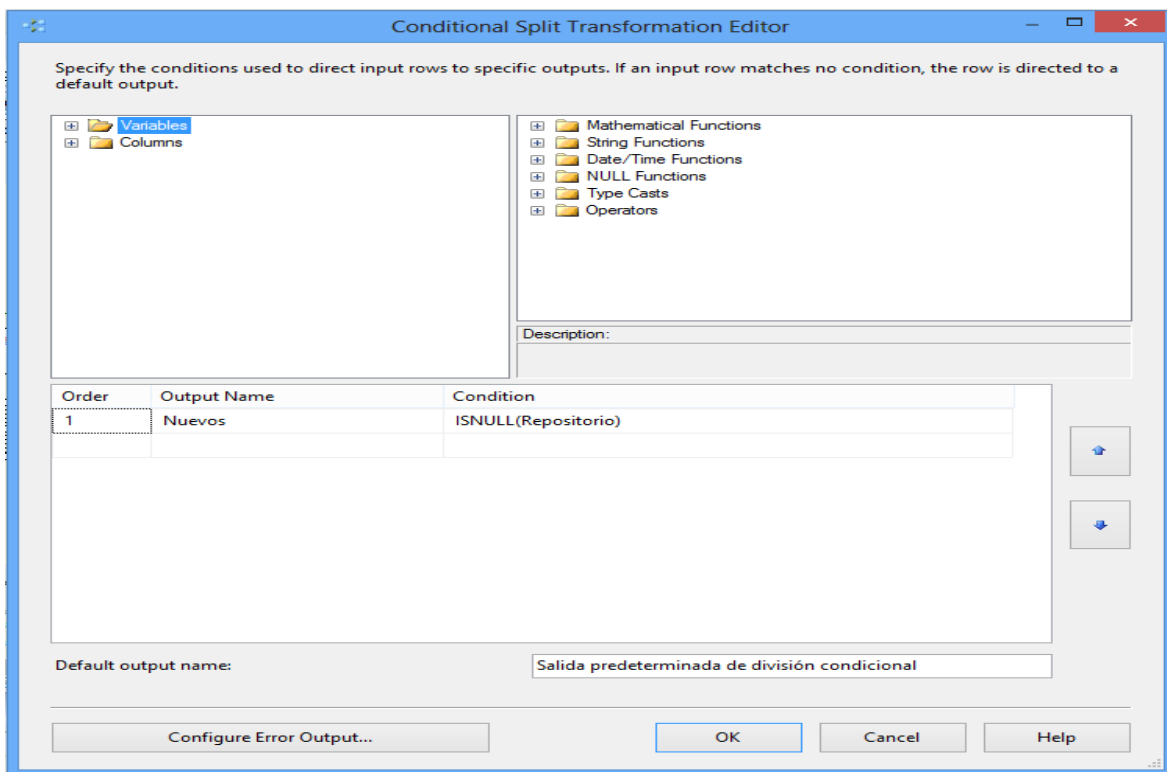 Conditional Split Transformation Editor
Specify the conditions used to direct input rows to specific outputs. If an input row matches no condition, the row is directed to a
default output.
Variables
Columns
Mathematical Functions
String Functions
Date/Time Functions
NULL Functions
Type Casts
Operators
Description:
Order Output Name Condition
1 Nuevos ISNULL(Repositorio)
Default output name: Salida predeterminada de división condicional
Configure Error Output... OK Cancel Help